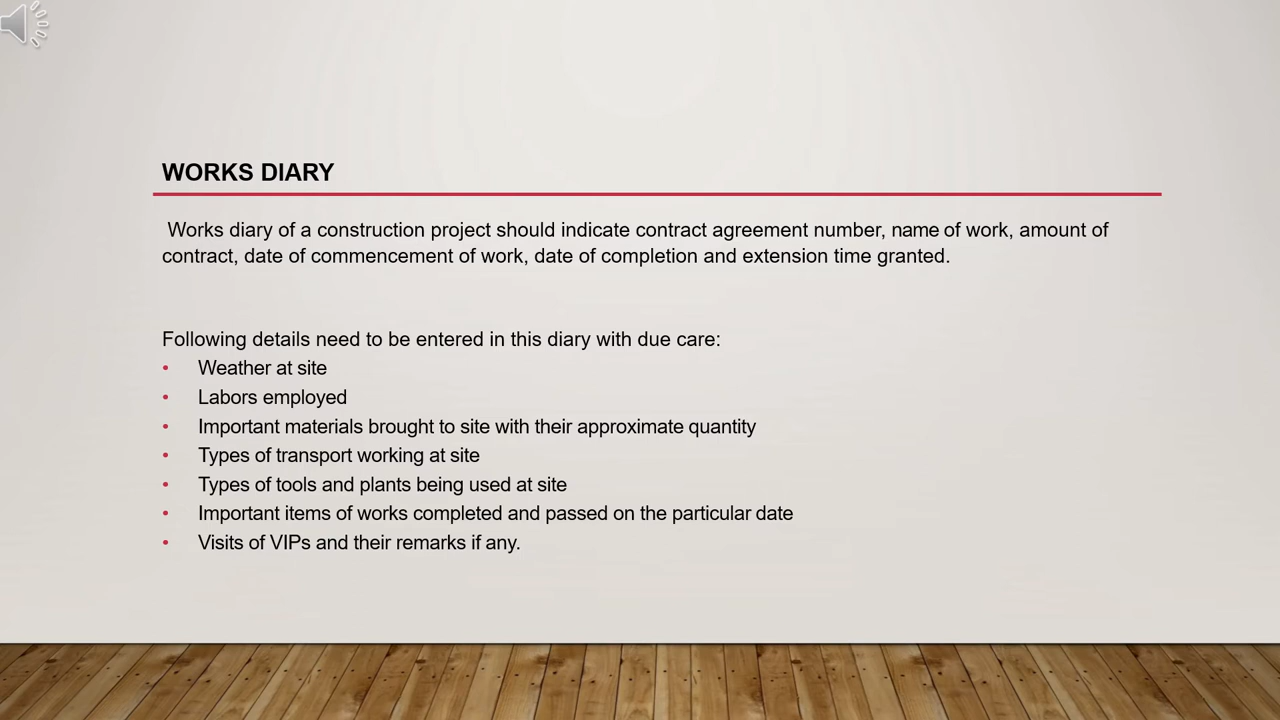 WORKS DIARY
Works diary of a construction project should indicate contract agreement number, name of work, amount of
contract, date of commencement of work, date of completion and extension time granted.
Following details need to be entered in this diary with due care:
• Weather at site
• Labors employed
• Important materials brought to site with their approximate quantity
• Types of transport working at site
• Types of tools and plants being used at site
• Important items of works completed and passed on the particular date
• Visits of VIPs and their remarks if any.